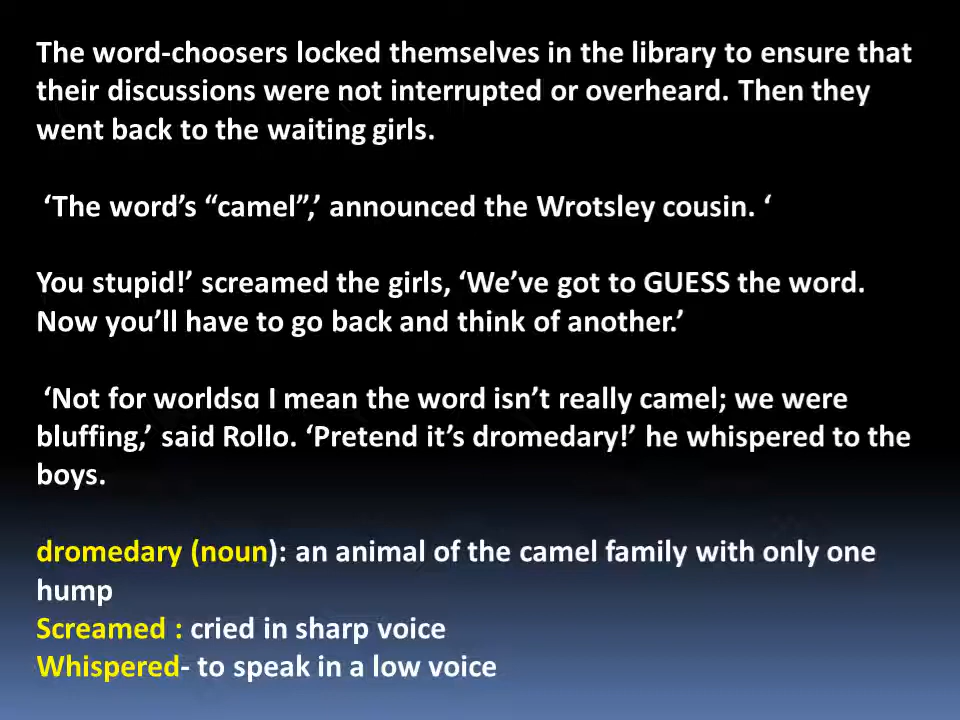 The word-choosers locked themselves in the library to ensure that
their discussions were not interrupted or overheard. Then they
went back to the waiting girls.
‘The word’s “camel”,’ announced the Wrotsley cousin. ‘
You stupid!’ screamed the girls, ‘We’ve got to GUESS the word.
Now you’ll have to go back and think of another.’
‘Not for worldsɑ I mean the word isn’t really camel; we were
bluffing,’ said Rollo. ‘Pretend it’s dromedary!’ he whispered to the
boys.
dromedary (noun): an animal of the camel family with only one
hump
Screamed : cried in sharp voice
Whispered- to speak in a low voice